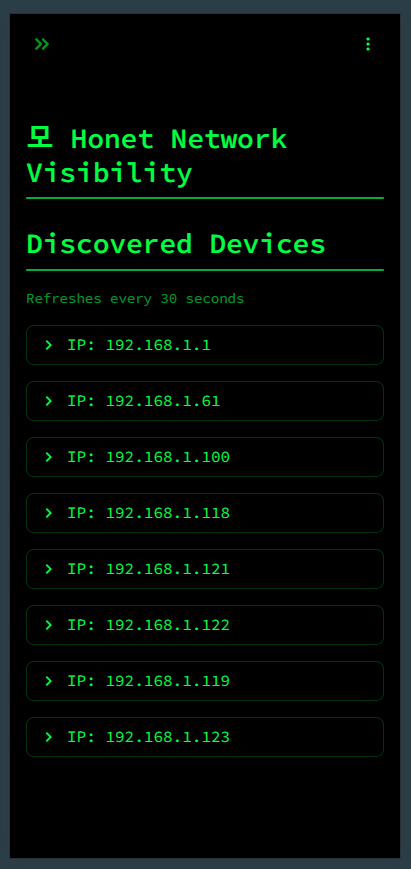 모 Honet Network
Visibility
Discovered Devices
Refreshes every 30 seconds
IP: 192.168.1.1
IP: 192.168.1.61
IP: 192.168.1.100
IP: 192.168.1.118
IP: 192.168.1.121
IP: 192.168.1.122
IP: 192.168.1.119
IP: 192.168.1.123